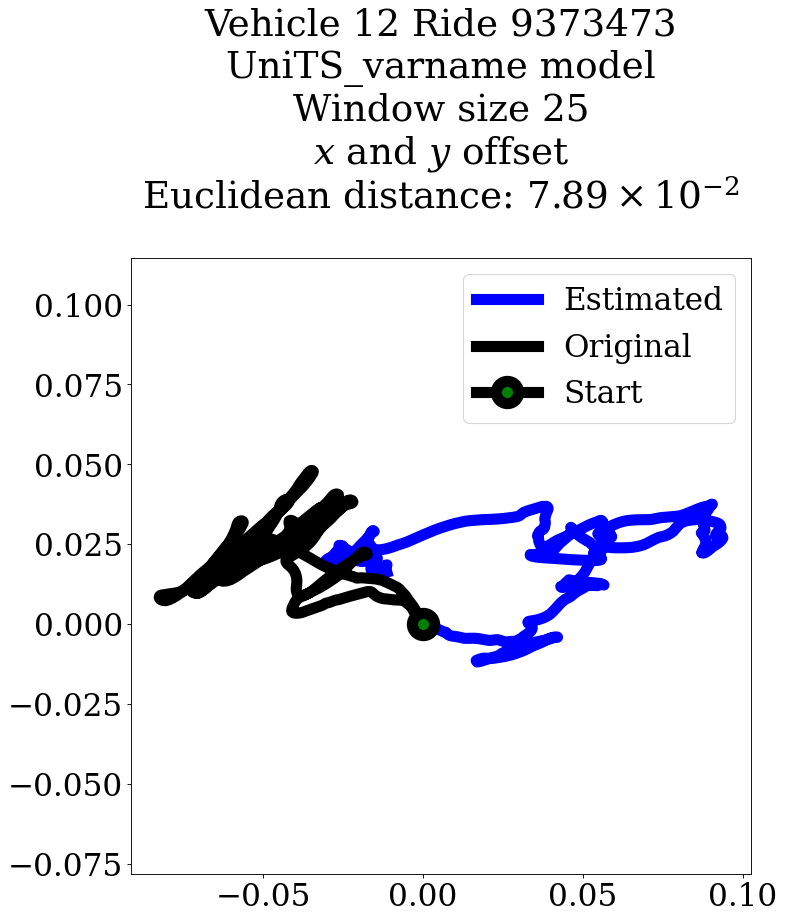 Vehicle 12 Ride 9373473
UniTS_varname model
Window size 25
x and y offset
Euclidean distance: 7.89 × 10⁻²
Estimated
Original
Start
0.100
0.075
0.050
0.025
0.000
−0.025
−0.050
−0.075
−0.05 0.00 0.05 0.10